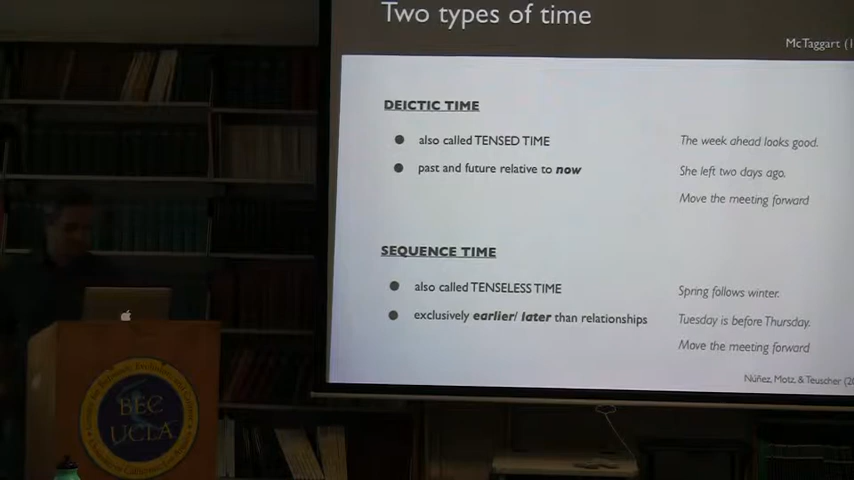 Two types of time
McTaggart (1
DEICTIC TIME
also called TENSED TIME
The week ahead looks good.
past and future relative to now
She left two days ago.
Move the meeting forward
SEQUENCE TIME
also called TENSELESS TIME
Spring follows winter.
exclusively earlier/ later than relationships
Tuesday is before Thursday.
Move the meeting forward
Núñez, Motz, & Teuscher (20
BEC
UCLA